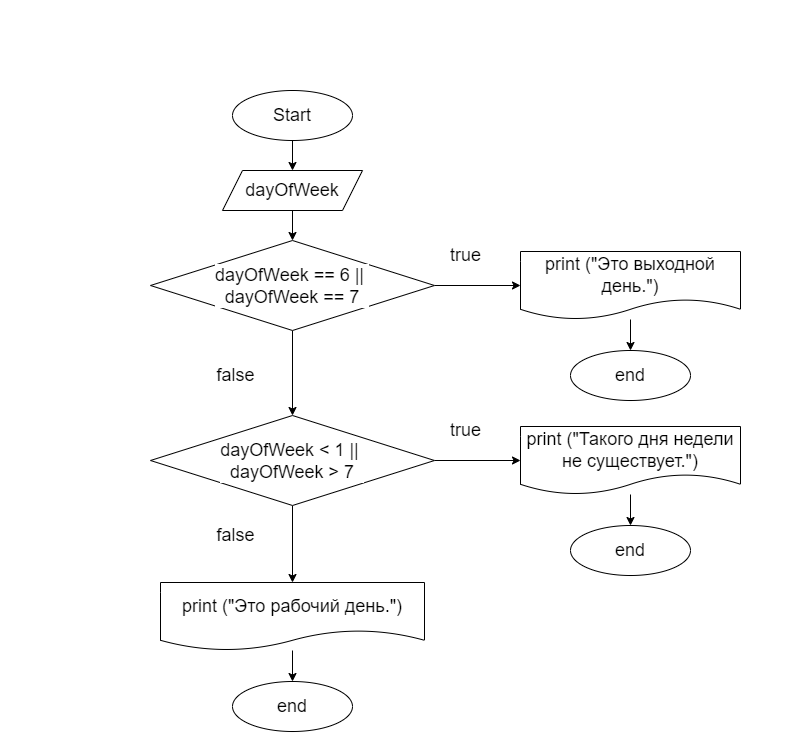 Start
dayOfWeek
dayOfWeek == 6 ||
dayOfWeek == 7
true
print ("Это выходной
день.")
end
false
dayOfWeek < 1 ||
dayOfWeek > 7
true
print ("Такого дня недели
не существует.")
end
false
print ("Это рабочий день.")
end